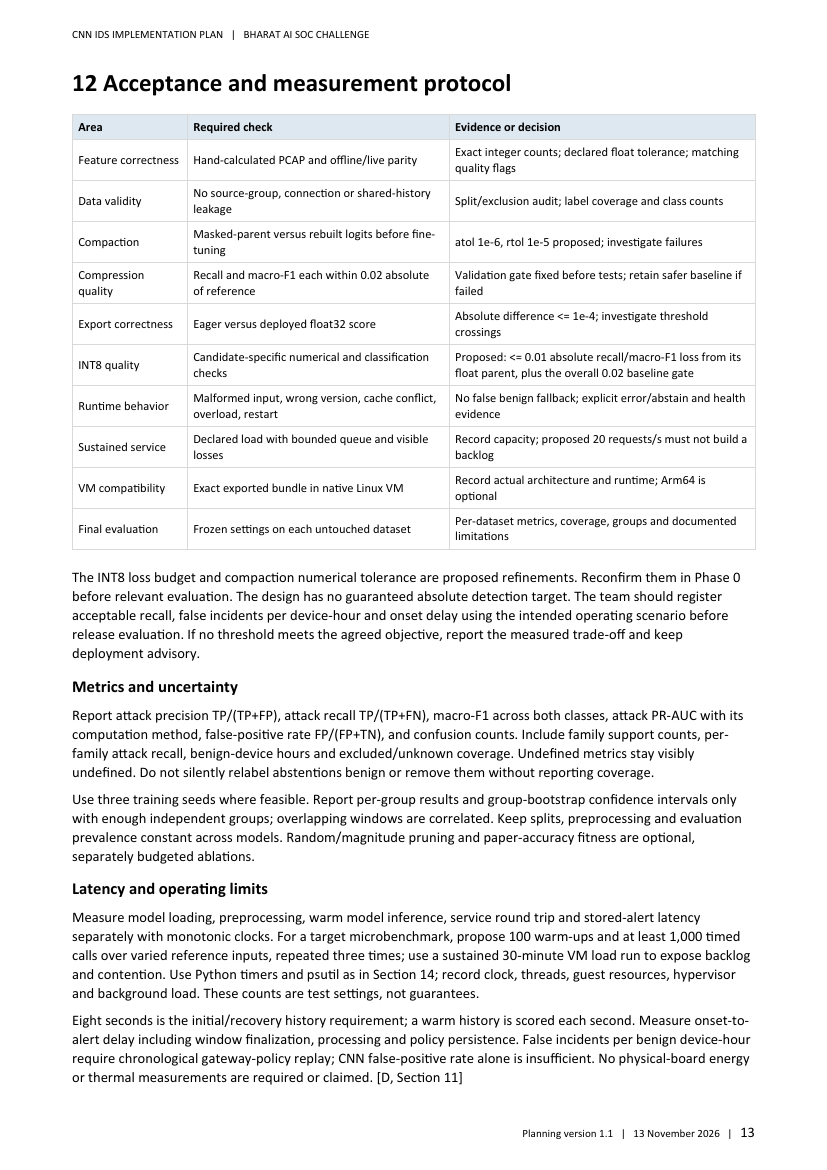 CNN IDS IMPLEMENTATION PLAN | BHARAT AI SOC CHALLENGE
12 Acceptance and measurement protocol
Area Required check Evidence or decision
Feature correctness Hand-calculated PCAP and offline/live parity Exact integer counts; declared float tolerance; matching
quality flags
Data validity No source-group, connection or shared-history
leakage Split/exclusion audit; label coverage and class counts
Compaction Masked-parent versus rebuilt logits before fine-
tuning atol 1e-6, rtol 1e-5 proposed; investigate failures
Compression
quality Recall and macro-F1 each within 0.02 absolute
of reference Validation gate fixed before tests; retain safer baseline if
failed
Export correctness Eager versus deployed float32 score Absolute difference <= 1e-4; investigate threshold
crossings
INT8 quality Candidate-specific numerical and classification
checks Proposed: <= 0.01 absolute recall/macro-F1 loss from its
float parent, plus the overall 0.02 baseline gate
Runtime behavior Malformed input, wrong version, cache conflict,
overload, restart No false benign fallback; explicit error/abstain and health
evidence
Sustained service Declared load with bounded queue and visible
losses Record capacity; proposed 20 requests/s must not build a
backlog
VM compatibility Exact exported bundle in native Linux VM Record actual architecture and runtime; Arm64 is
optional
Final evaluation Frozen settings on each untouched dataset Per-dataset metrics, coverage, groups and documented
limitations
The INT8 loss budget and compaction numerical tolerance are proposed refinements. Reconfirm them in Phase 0
before relevant evaluation. The design has no guaranteed absolute detection target. The team should register
acceptable recall, false incidents per device-hour and onset delay using the intended operating scenario before
release evaluation. If no threshold meets the agreed objective, report the measured trade-off and keep
deployment advisory.
Metrics and uncertainty
Report attack precision TP/(TP+FP), attack recall TP/(TP+FN), macro-F1 across both classes, attack PR-AUC with its
computation method, false-positive rate FP/(FP+TN), and confusion counts. Include family support counts, per-
family attack recall, benign-device hours and excluded/unknown coverage. Undefined metrics stay visibly
undefined. Do not silently relabel abstentions benign or remove them without reporting coverage.
Use three training seeds where feasible. Report per-group results and group-bootstrap confidence intervals only
with enough independent groups; overlapping windows are correlated. Keep splits, preprocessing and evaluation
prevalence constant across models. Random/magnitude pruning and paper-accuracy fitness are optional,
separately budgeted ablations.
Latency and operating limits
Measure model loading, preprocessing, warm model inference, service round trip and stored-alert latency
separately with monotonic clocks. For a target microbenchmark, propose 100 warm-ups and at least 1,000 timed
calls over varied reference inputs, repeated three times; use a sustained 30-minute VM load run to expose backlog
and contention. Use Python timers and psutil as in Section 14; record clock, threads, guest resources, hypervisor
and background load. These counts are test settings, not guarantees.
Eight seconds is the initial/recovery history requirement; a warm history is scored each second. Measure onset-to-
alert delay including window finalization, processing and policy persistence. False incidents per benign device-hour
require chronological gateway-policy replay; CNN false-positive rate alone is insufficient. No physical-board energy
or thermal measurements are required or claimed. [D, Section 11]
Planning version 1.1 | 13 November 2026 | 13